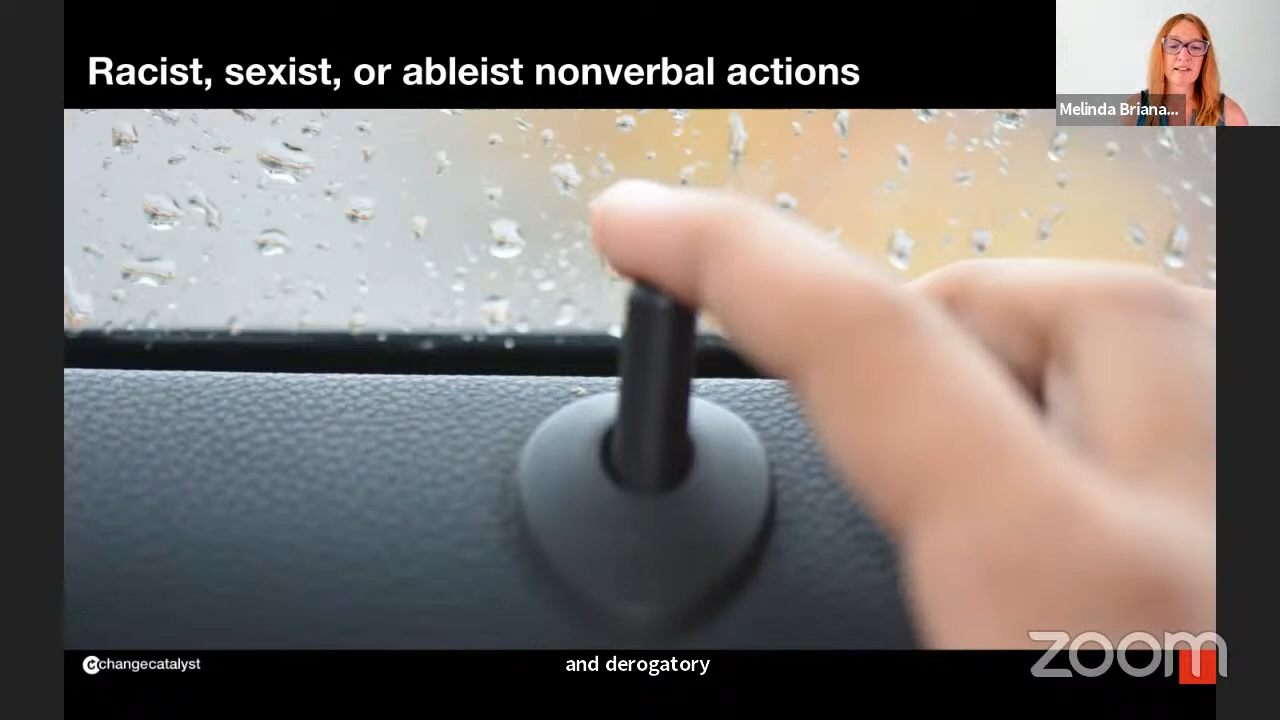 Racist, sexist, or ableist nonverbal actions
Melinda Briana...
changecatalyst
and derogatory
zoom